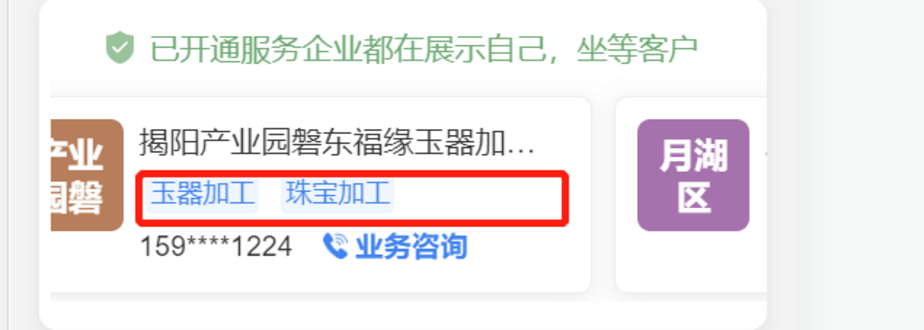 已开通服务企业都在展示自己，坐等客户
产业
园磐
揭阳产业园磐东福缘玉器加...
玉器加工 珠宝加工
159****1224 业务咨询
月湖
区